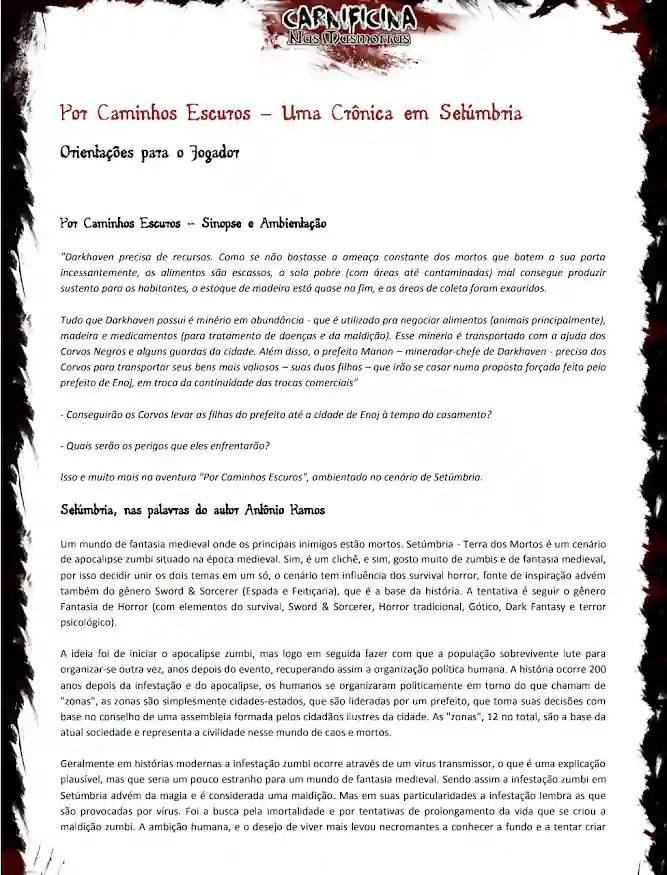 CARNIFICINA
Nas Masmorras
Por Caminhos Escuros – Uma Crônica em Setúmbria
Orientações para o Jogador
Por Caminhos Escuros – Sinopse e Ambientação
"Darkhaven precisa de recursos. Como se não bastasse a ameaça constante dos mortos que batem a sua porta
incessantemente, os alimentos são escassos, o solo pobre (com áreas até contaminadas) mal consegue produzir
sustento para os habitantes, o estoque de madeira está quase no fim, e as áreas de coleta foram exauridas.
Tudo que Darkhaven possui é minério em abundância - que é utilizado pra negociar alimentos (animais principalmente),
madeira e medicamentos (para tratamento de doenças e da maldição). Esse minério é transportado com a ajuda dos
Corvos Negros e alguns guardas da cidade. Além disso, o prefeito Manon – minerador-chefe de Darkhaven - precisa dos
Corvos para transportar seus bens mais valiosos – suas duas filhas – que irão se casar numa proposta forçada feita pelo
prefeito de Enoj, em troca da continuidade das trocas comerciais"
- Conseguirão os Corvos levar as filhas do prefeito até a cidade de Enoj à tempo do casamento?
- Quais serão os perigos que eles enfrentarão?
Isso e muito mais na aventura "Por Caminhos Escuros", ambientada no cenário de Setúmbria.
Setúmbria, nas palavras do autor Antônio Ramos
Um mundo de fantasia medieval onde os principais inimigos estão mortos. Setúmbria - Terra dos Mortos é um cenário
de apocalipse zumbi situado na época medieval. Sim, é um clichê, e sim, gosto muito de zumbis e de fantasia medieval,
por isso decidir unir os dois temas em um só, o cenário tem influência dos survival horror, fonte de inspiração advém
também do gênero Sword & Sorcerer (Espada e Feitiçaria), que é a base da história. A tentativa é seguir o gênero
Fantasia de Horror (com elementos do survival, Sword & Sorcerer, Horror tradicional, Gótico, Dark Fantasy e terror
psicológico).
A ideia foi de iniciar o apocalipse zumbi, mas logo em seguida fazer com que a população sobrevivente lute para
organizar-se outra vez, anos depois do evento, recuperando assim a organização política humana. A história ocorre 200
anos depois da infestação e do apocalipse, os humanos se organizaram politicamente em torno do que chamam de
"zonas", as zonas são simplesmente cidades-estados, que são lideradas por um prefeito, que toma suas decisões com
base no conselho de uma assembleia formada pelos cidadãos ilustres da cidade. As "zonas", 12 no total, são a base da
atual sociedade e representa a civilidade nesse mundo de caos e mortos.
Geralmente em histórias modernas a infestação zumbi ocorre através de um vírus transmissor, o que é uma explicação
plausível, mas que seria um pouco estranho para um mundo de fantasia medieval. Sendo assim a infestação zumbi em
Setúmbria advém da magia e é considerada uma maldição. Mas em suas particularidades a infestação lembra as que
são provocadas por vírus. Foi a busca pela imortalidade e por tentativas de prolongamento da vida que se criou a
maldição zumbi. A ambição humana, e o desejo de viver mais levou necromantes a conhecer a fundo e a tentar criar